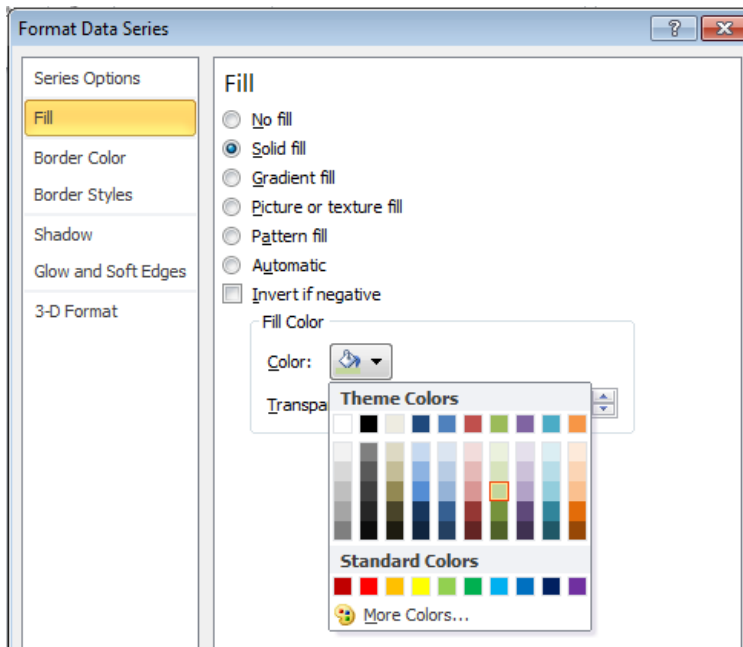 Format Data Series
Series Options
Fill
Border Color
Border Styles
Shadow
Glow and Soft Edges
3-D Format
Fill
No fill
Solid fill
Gradient fill
Picture or texture fill
Pattern fill
Automatic
Invert if negative
Fill Color
Color:
Transpa
Theme Colors
Standard Colors
More Colors...